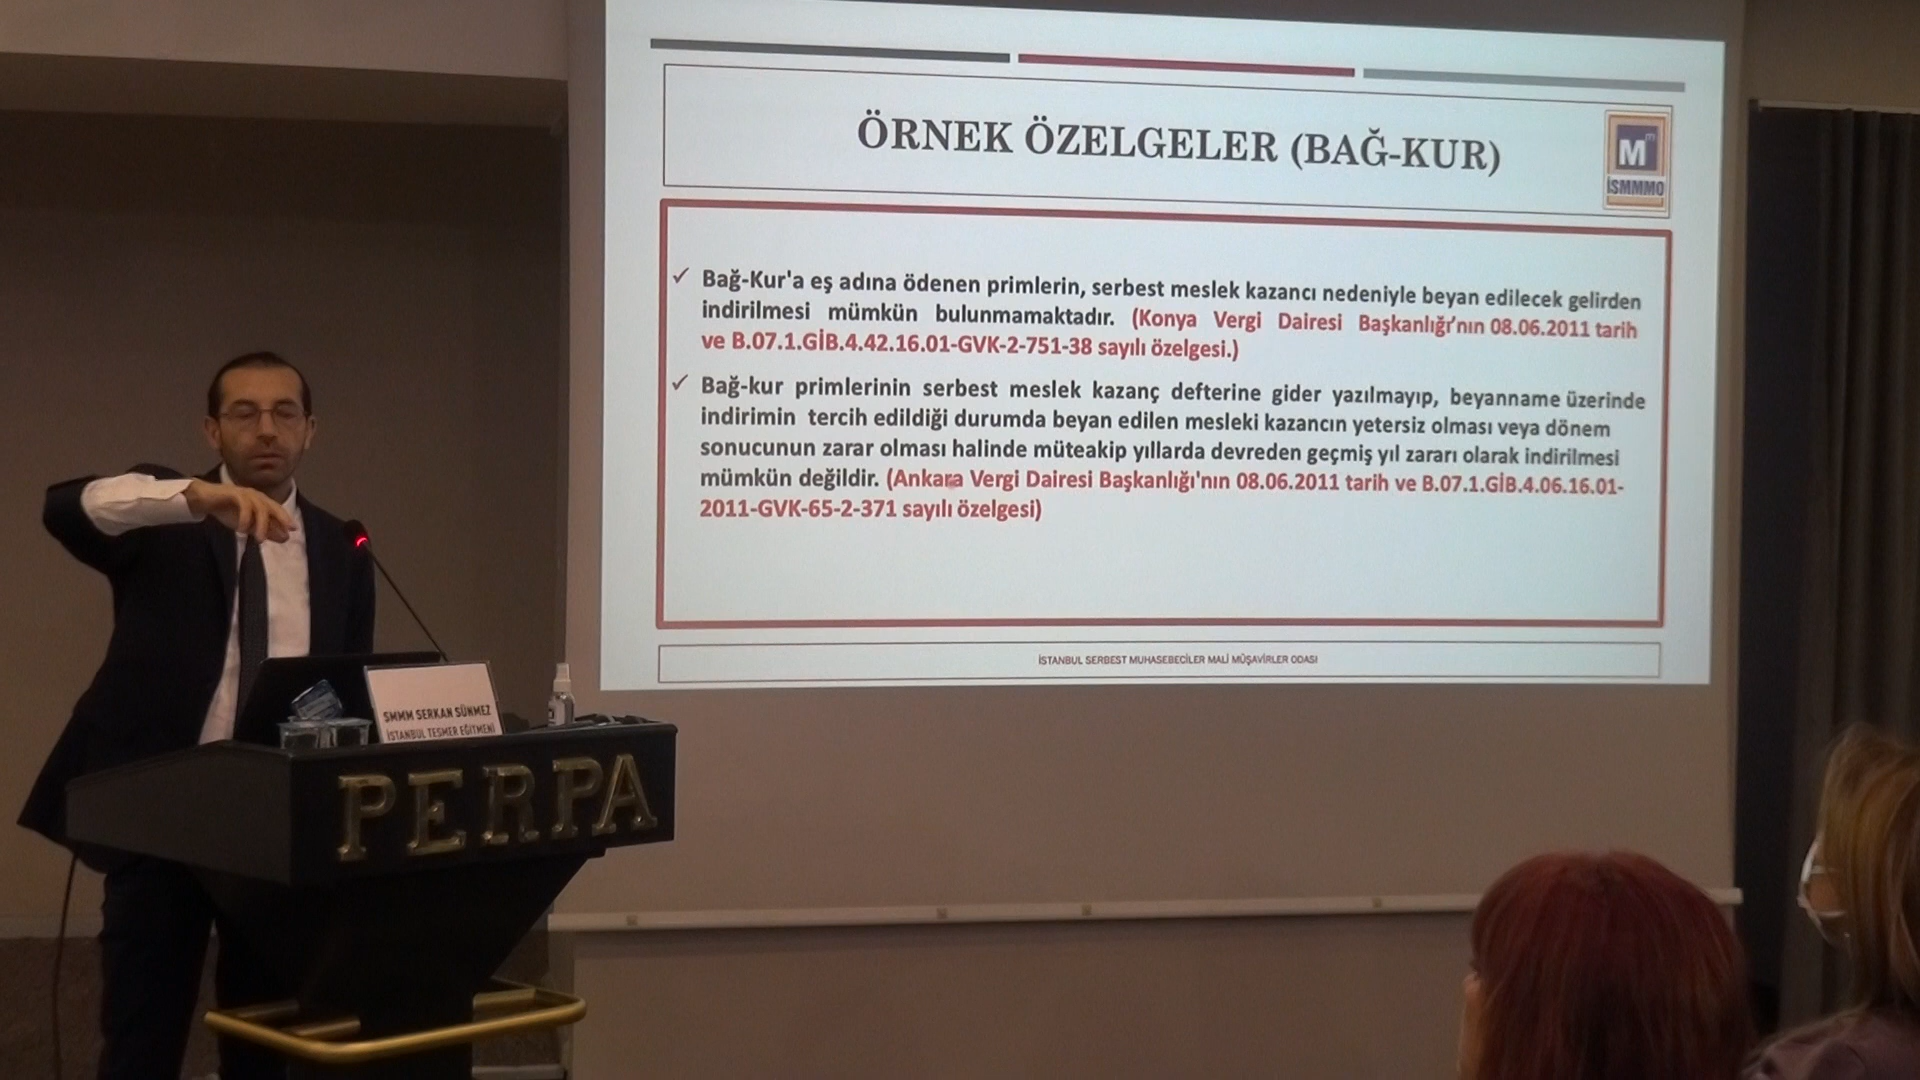 ÖRNEK ÖZELGELER (BAĞ-KUR)
M
İSMMMO
✓ Bağ-Kur'a eş adına ödenen primlerin, serbest meslek kazancı nedeniyle beyan edilecek gelirden
indirilmesi mümkün bulunmamaktadır. (Konya Vergi Dairesi Başkanlığı'nın 08.06.2011 tarih
ve B.07.1.GİB.4.42.16.01-GVK-2-751-38 sayılı özelgesi.)
✓ Bağ-kur primlerinin serbest meslek kazanç defterine gider yazılmayıp, beyanname üzerinde
indirimin tercih edildiği durumda beyan edilen mesleki kazancın yetersiz olması veya dönem
sonucunun zarar olması halinde müteakip yıllarda devreden geçmiş yıl zararı olarak indirilmesi
mümkün değildir. (Ankara Vergi Dairesi Başkanlığı'nın 08.06.2011 tarih ve B.07.1.GİB.4.06.16.01-
2011-GVK-65-2-371 sayılı özelgesi)
İSTANBUL SERBEST MUHASEBECİLER MALİ MÜŞAVİRLER ODASI
SMMM SERKAN SÜNMEZ
İSTANBUL TESMER EĞİTMENİ
PERPA